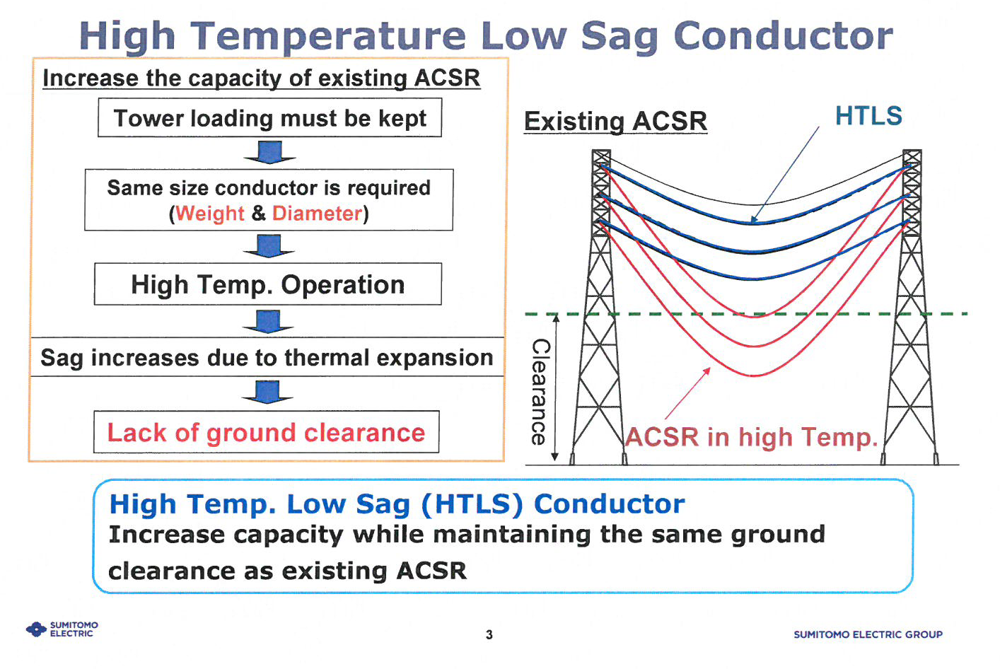 High Temperature Low Sag Conductor
Increase the capacity of existing ACSR
Tower loading must be kept
Same size conductor is required
(Weight & Diameter)
High Temp. Operation
Sag increases due to thermal expansion
Lack of ground clearance
Existing ACSR
HTLS
Clearance
ACSR in high Temp.
High Temp. Low Sag (HTLS) Conductor
Increase capacity while maintaining the same ground
clearance as existing ACSR
SUMITOMO
ELECTRIC
3
SUMITOMO ELECTRIC GROUP